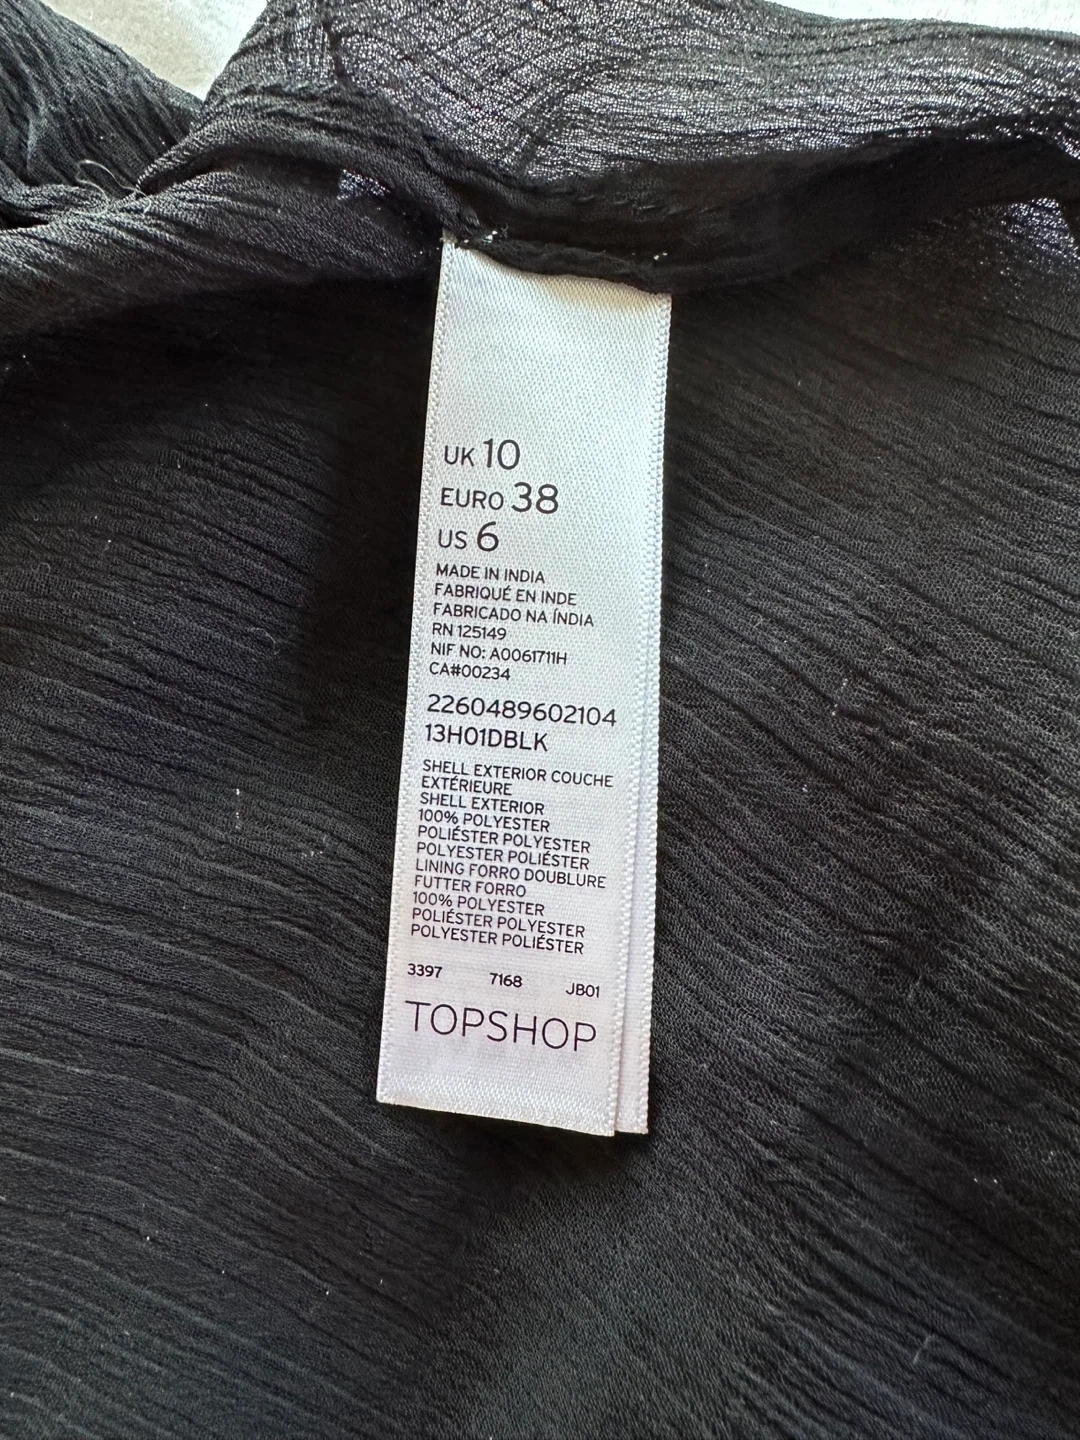 UK 10
EURO 38
US 6
MADE IN INDIA
FABRIQUÉ EN INDE
FABRICADO NA ÍNDIA
RN 125149
NIF NO: A0061711H
CA#00234
2260489602104
13H01DBLK
SHELL EXTERIOR COUCHE
EXTÉRIEURE
SHELL EXTERIOR
100% POLYESTER
POLIÉSTER POLYESTER
POLYESTER POLIÉSTER
LINING FORRO DOUBLURE
FUTTER FORRO
100% POLYESTER
POLIÉSTER POLYESTER
POLYESTER POLIÉSTER
3397 7168 JB01
TOPSHOP